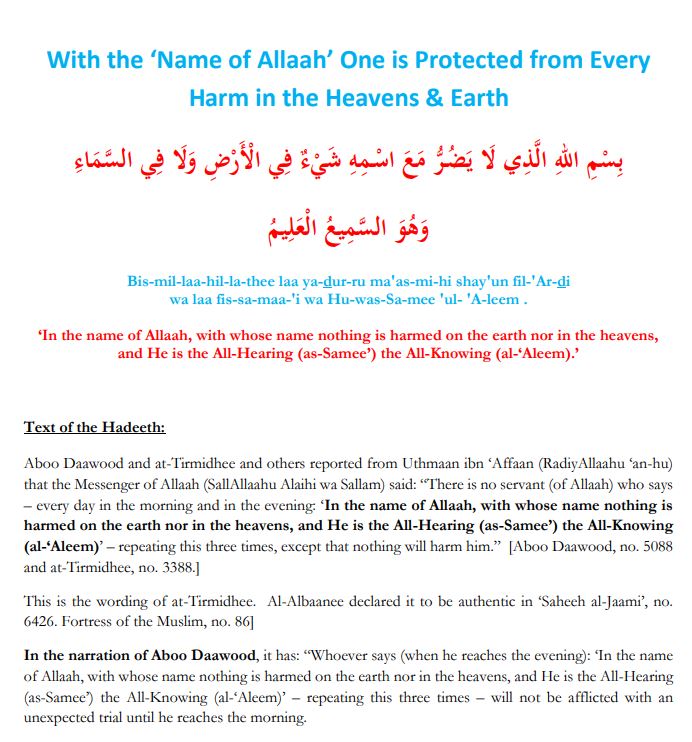 With the ‘Name of Allaah’ One is Protected from Every
Harm in the Heavens & Earth
بِسْمِ اللهِ الَّذِي لَا يَضُرُّ مَعَ اسْمِهِ شَيْءٌ فِي الْأَرْضِ وَلَا فِي السَّمَاءِ
وَهُوَ السَّمِيعُ الْعَلِيمُ
Bis-mil-laa-hil-la-thee laa ya-dur-ru ma'as-mi-hi shay'un fil-'Ar-di
wa laa fis-sa-maa-'i wa Hu-was-Sa-mee 'ul- 'A-leem .
‘In the name of Allaah, with whose name nothing is harmed on the earth nor in the heavens,
and He is the All-Hearing (as-Samee’) the All-Knowing (al-‘Aleem).’
Text of the Hadeeth:
Aboo Daawood and at-Tirmidhee and others reported from Uthmaan ibn ‘Affaan (RadiyAllaahu ‘an-hu)
that the Messenger of Allaah (SallAllaahu Alaihi wa Sallam) said: “There is no servant (of Allaah) who says
– every day in the morning and in the evening: ‘In the name of Allaah, with whose name nothing is
harmed on the earth nor in the heavens, and He is the All-Hearing (as-Samee’) the All-Knowing
(al-‘Aleem)’ – repeating this three times, except that nothing will harm him.” [Aboo Daawood, no. 5088
and at-Tirmidhee, no. 3388.]
This is the wording of at-Tirmidhee. Al-Albaanee declared it to be authentic in ‘Saheeh al-Jaami’, no.
6426. Fortress of the Muslim, no. 86]
In the narration of Aboo Daawood, it has: “Whoever says (when he reaches the evening): ‘In the name
of Allaah, with whose name nothing is harmed on the earth nor in the heavens, and He is the All-Hearing
(as-Samee’) the All-Knowing (al-‘Aleem)’ – repeating this three times – will not be afflicted with an
unexpected trial until he reaches the morning.